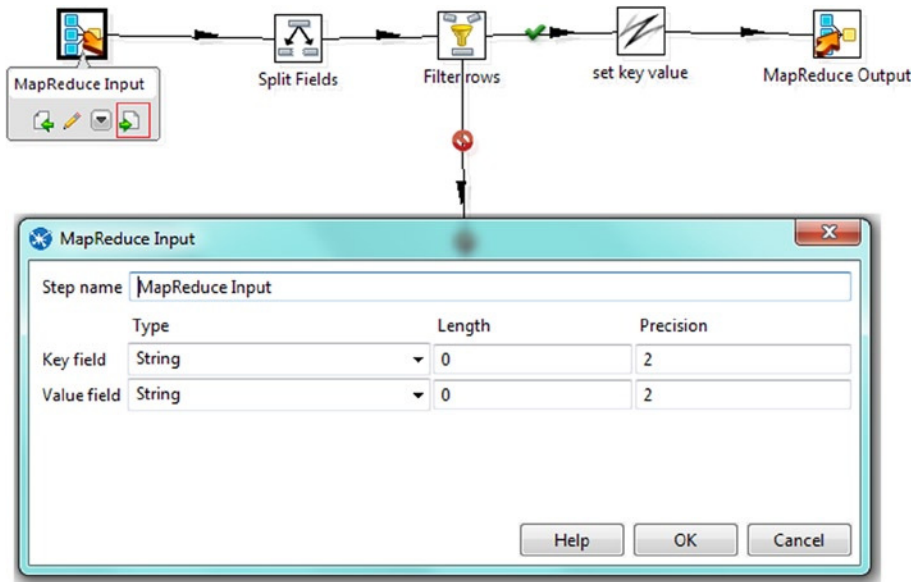 MapReduce Input
Split Fields
Filter rows
set key value
MapReduce Output
MapReduce Input
Step name MapReduce Input
Type Length Precision
Key field String 0 2
Value field String 0 2
Help OK Cancel